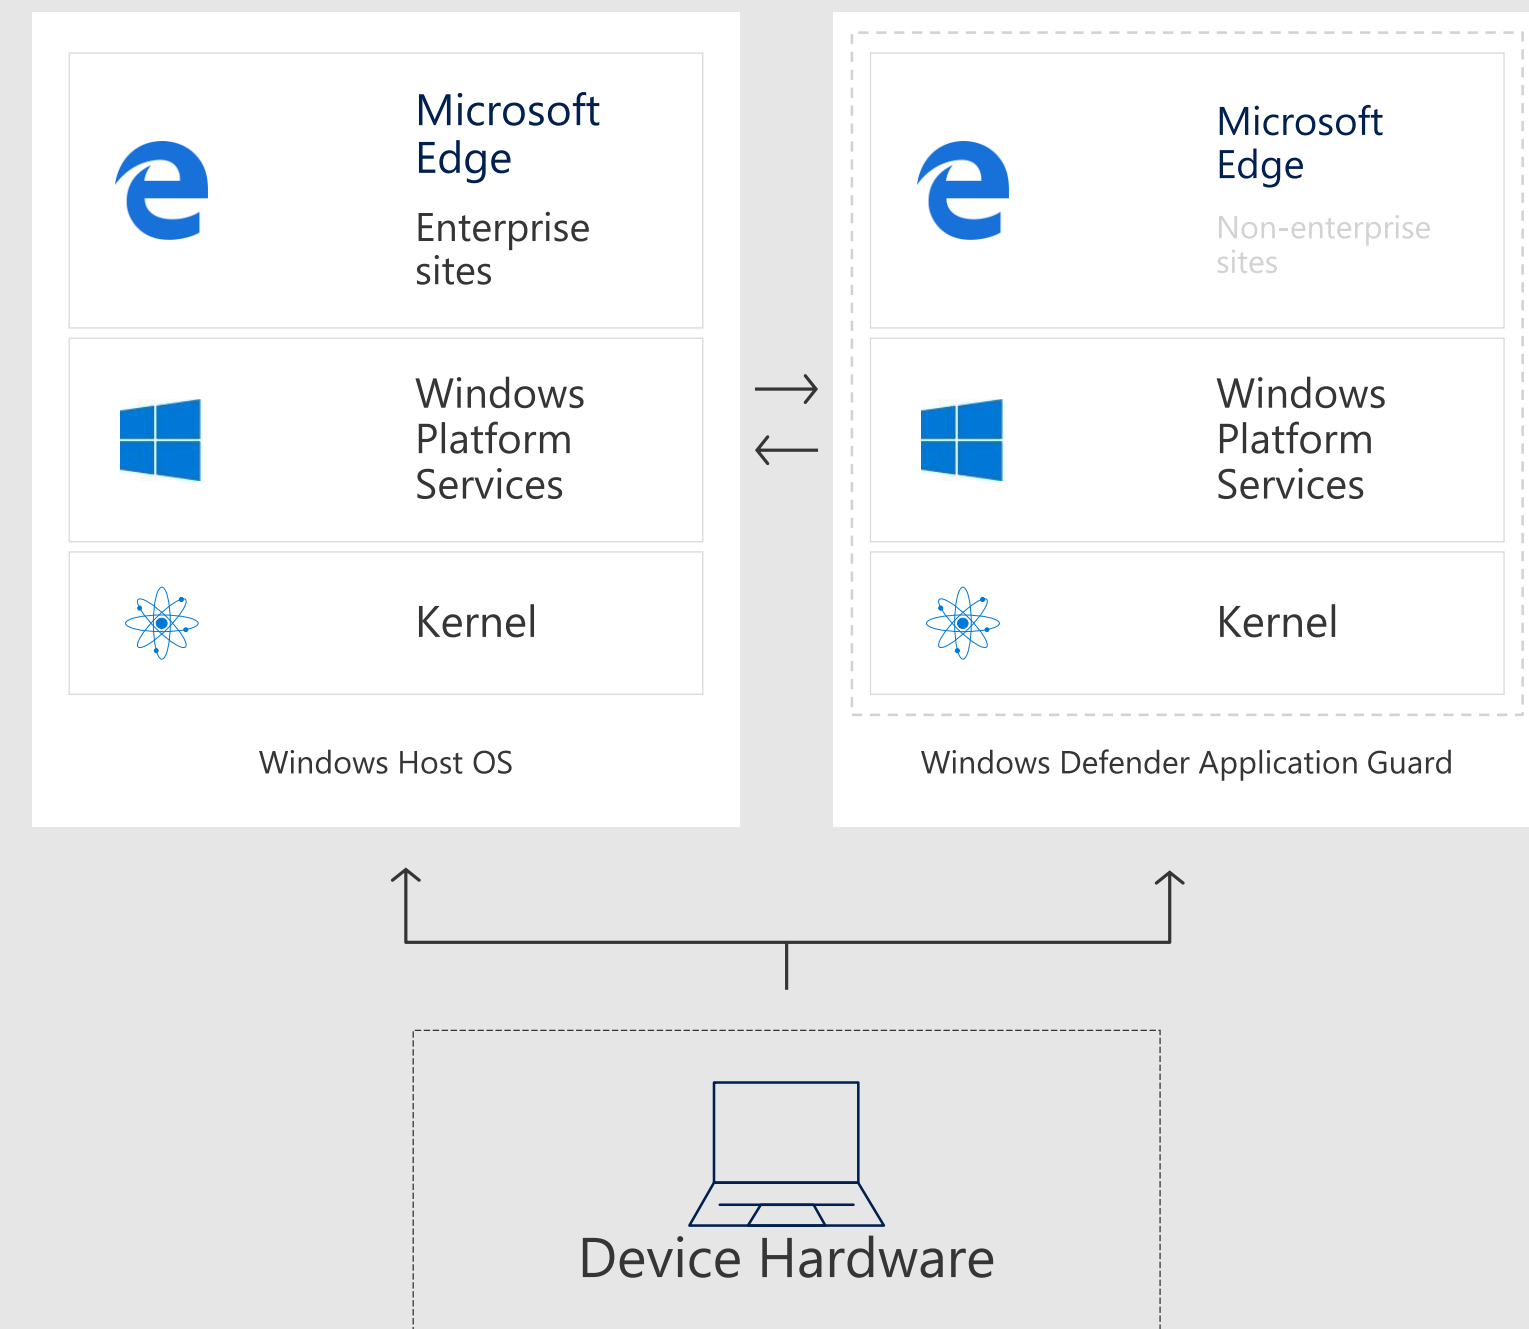 Microsoft
Edge
Enterprise
sites
Windows
Platform
Services
Kernel
Windows Host OS
Microsoft
Edge
Non-enterprise
sites
Windows
Platform
Services
Kernel
Windows Defender Application Guard
Device Hardware